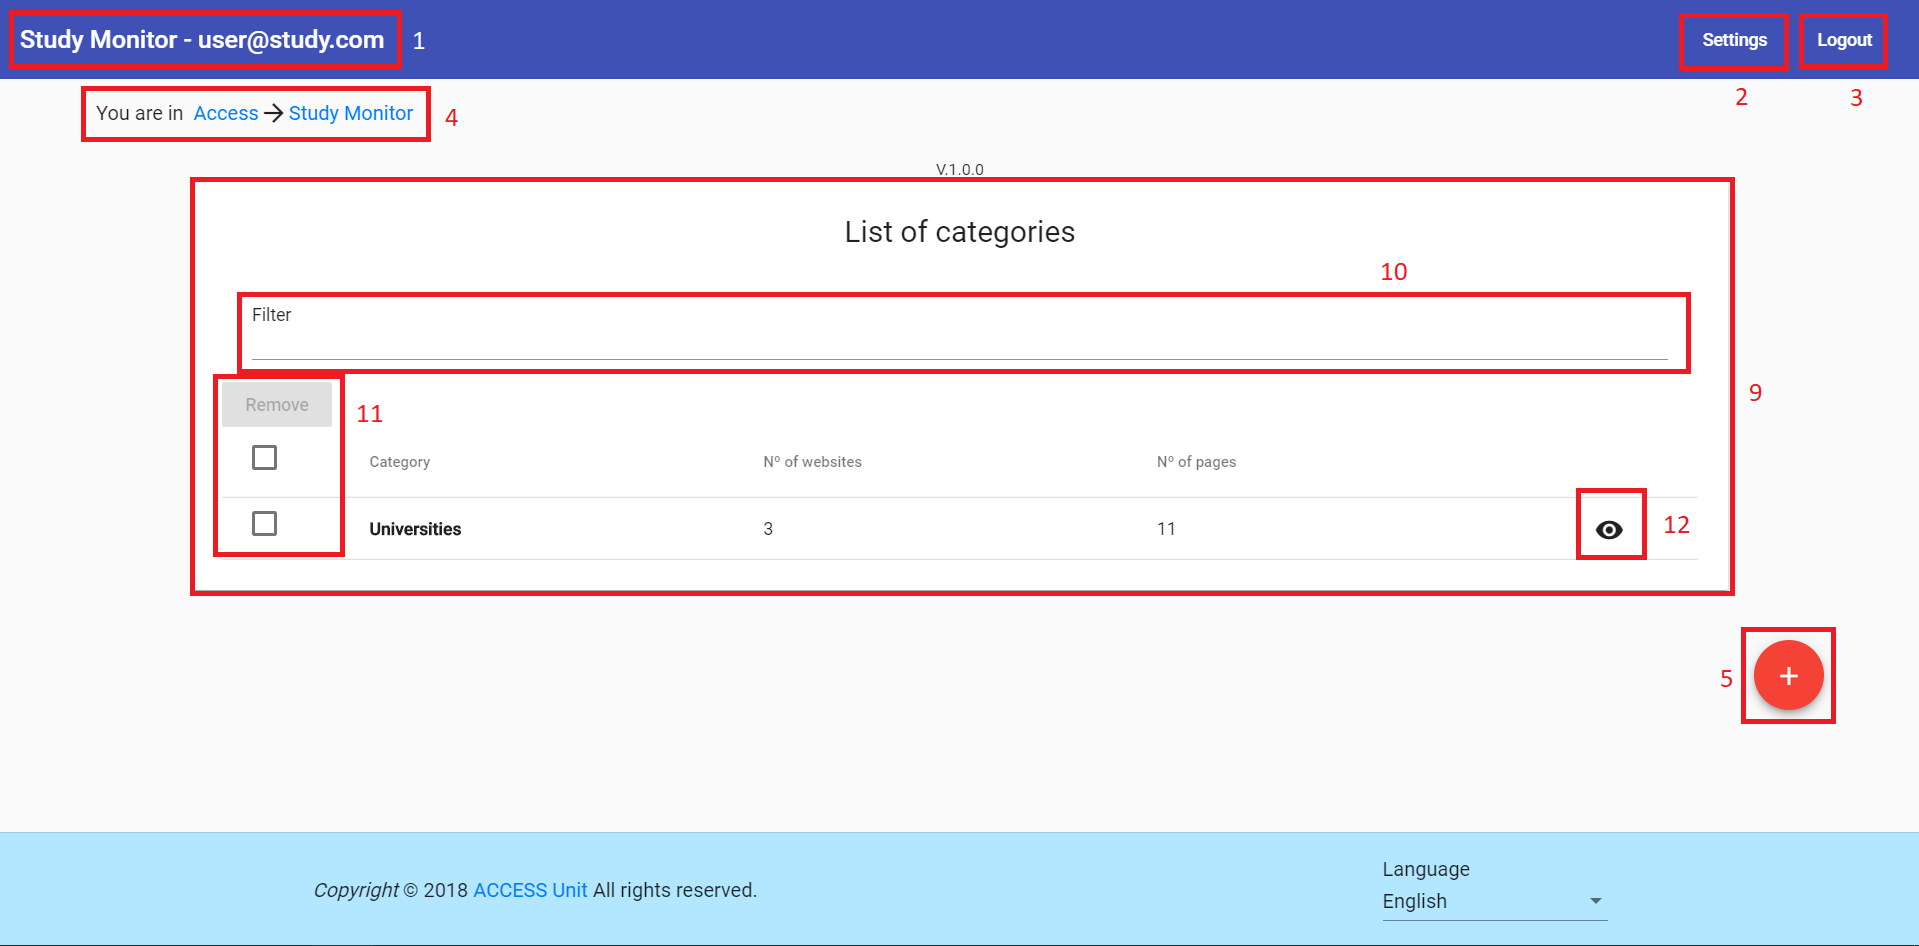 Study Monitor - user@study.com 1 Settings Logout
2 3
You are in Access Study Monitor 4
V.1.0.0
List of categories
10
Filter
9
Remove 11
Category Nº of websites Nº of pages
Universities 3 11 12
5 +
Copyright © 2018 ACCESS Unit All rights reserved.
Language
English